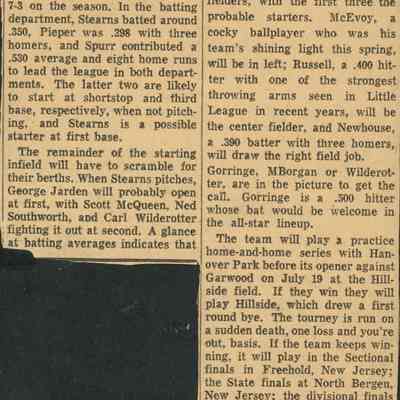 7-3 on the season. In the batting
department, Stearns batted around
.350, Pieper was .298 with three
homers, and Spurr contributed a
.530 average and eight home runs
to lead the league in both depart-
ments. The latter two are likely
to start at shortstop and third
base, respectively, when not pitch-
ing, and Stearns is a possible
starter at first base.
The remainder of the starting
infield will have to scramble for
their berths. When Stearns pitches,
George Jarden will probably open
at first, with Scott McQueen, Ned
Southworth, and Carl Wilderotter
fighting it out at second. A glance
at batting averages indicates that
fielders, with the first three the
probable starters. McEvoy, a
cocky ballplayer who was his
team's shining light this spring,
will be in left; Russell, a .400 hit-
ter with one of the strongest
throwing arms seen in Little
League in recent years, will be
the center fielder, and Newhouse,
a .390 batter with three homers,
will draw the right field job.
Gorringe, MBorgan or Wilderot-
ter, are in the picture to get the
call. Gorringe is a .500 hitter
whose bat would be welcome in
the all-star lineup.
The team will play a practice
home-and-home series with Han-
over Park before its opener against
Garwood on July 19 at the Hill-
side field. If they win they will
play Hillside, which drew a first
round bye. The tourney is run on
a sudden death, one loss and you're
out, basis. If the team keeps win-
ning, it will play in the Sectional
finals in Freehold, New Jersey;
the State finals at North Bergen,
New Jersey; the divisional finals